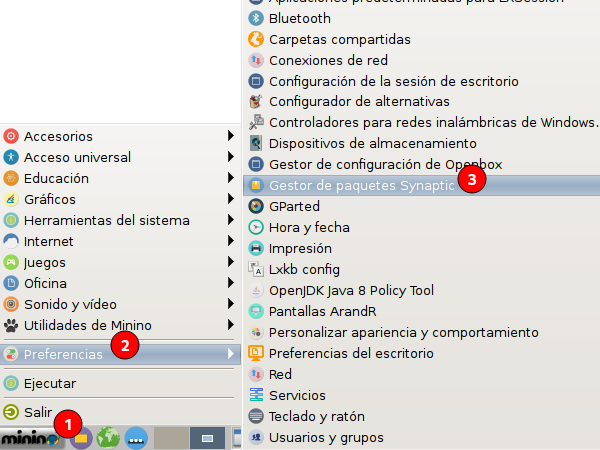 Accesorios
Acceso universal
Educación
Gráficos
Herramientas del sistema
Internet
Juegos
Oficina
Sonido y vídeo
Utilidades de Minino
Preferencias
2
Ejecutar
Salir
1
minino
Aplicaciones predeterminadas para LXSession
Bluetooth
Carpetas compartidas
Conexiones de red
Configuración de la sesión de escritorio
Configurador de alternativas
Controladores para redes inalámbricas de Windows.
Dispositivos de almacenamiento
Gestor de configuración de Openbox
Gestor de paquetes Synaptic
3
GParted
Hora y fecha
Impresión
Lxkb config
OpenJDK Java 8 Policy Tool
Pantallas ArandR
Personalizar apariencia y comportamiento
Preferencias del escritorio
Red
Servicios
Teclado y ratón
Usuarios y grupos